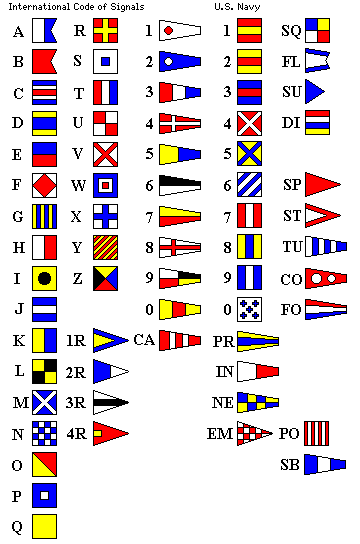 International Code of Signals U.S. Navy
A R 1 1 SQ
B S 2 2 FL
C T 3 3 SU
D U 4 4 DI
E V 5 5
F W 6 6 SP
G X 7 7 ST
H Y 8 8 TU
I Z 9 9 CO
J 0 0 FO
K 1R CA PR
L 2R IN
M 3R NE
N 4R EM PO
O SB
P
Q